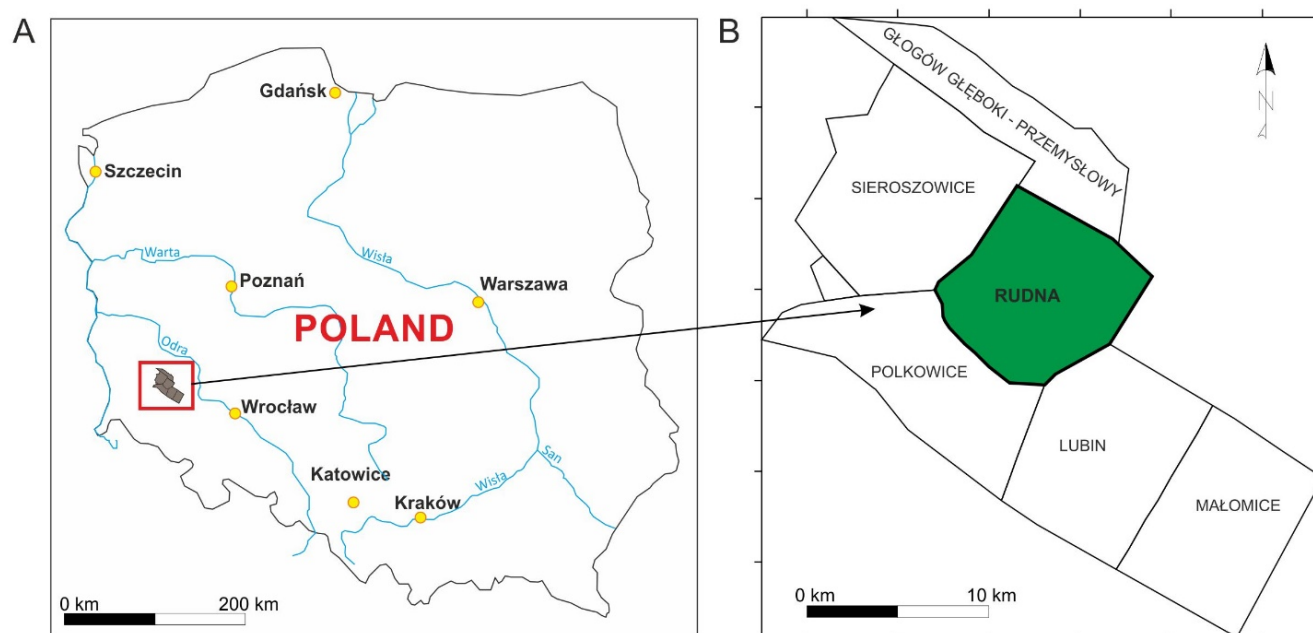 A
Gdańsk
Szczecin
Warta
Wisła
Poznań
Warszawa
POLAND
Odra
Wrocław
Katowice
San
Wisła
Kraków
0 km 200 km
B
GŁOGÓW GŁĘBOKI - PRZEMYSŁOWY
N
SIEROSZOWICE
RUDNA
POLKOWICE
LUBIN
MAŁOMICE
0 km 10 km